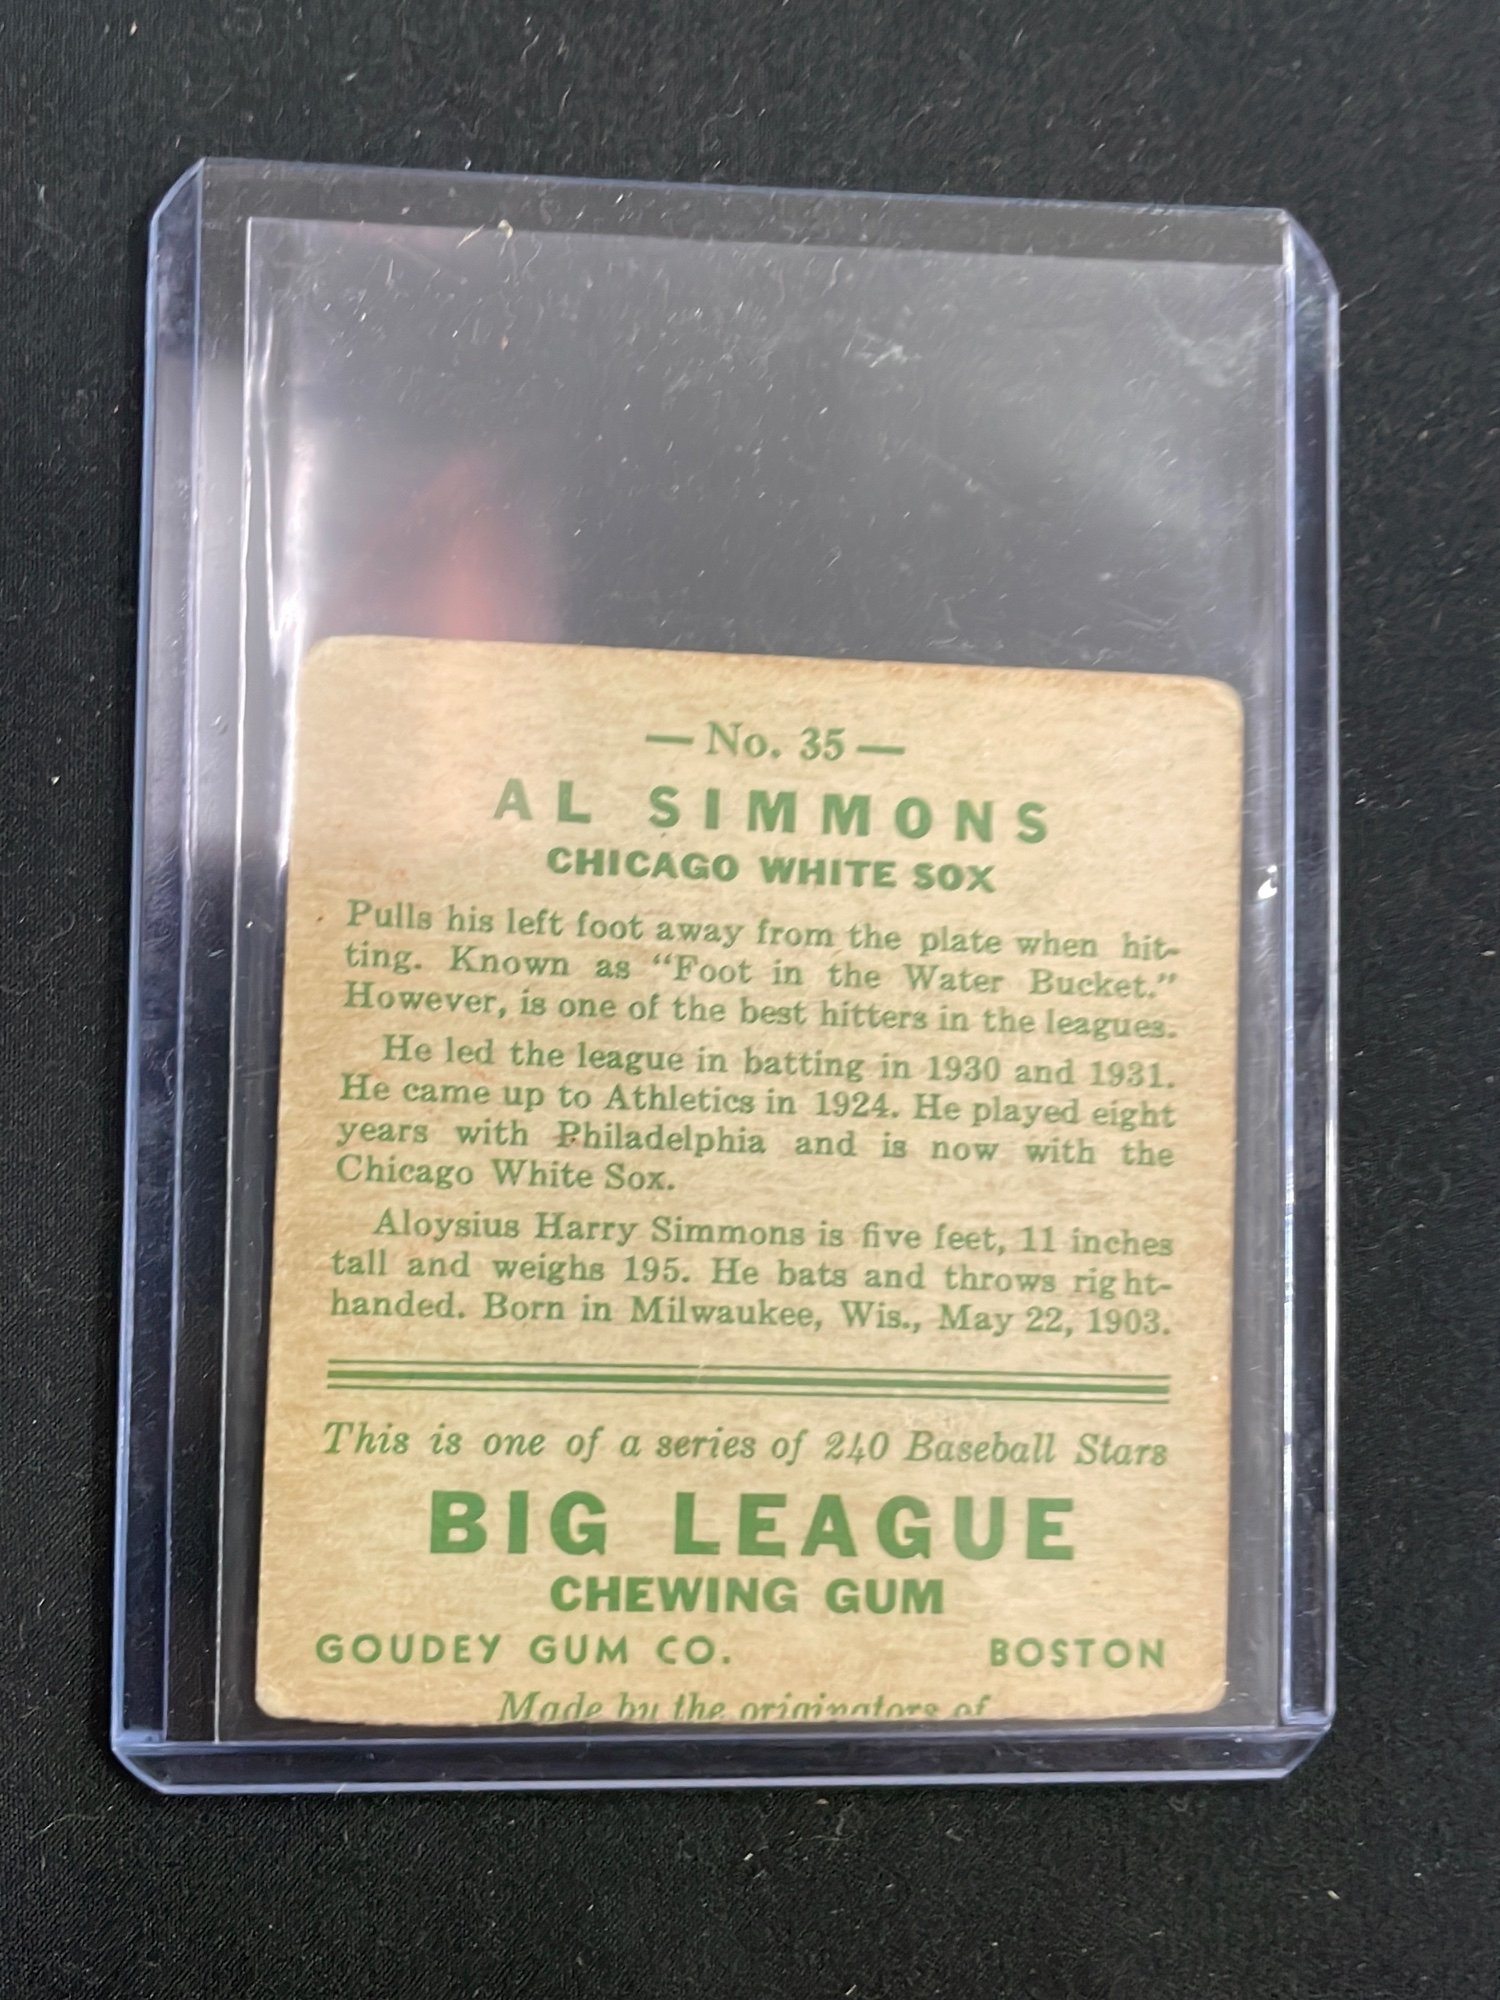 — No. 35 —
AL SIMMONS
CHICAGO WHITE SOX
Pulls his left foot away from the plate when hit-
ting. Known as "Foot in the Water Bucket."
However, is one of the best hitters in the leagues.
He led the league in batting in 1930 and 1931.
He came up to Athletics in 1924. He played eight
years with Philadelphia and is now with the
Chicago White Sox.
Aloysius Harry Simmons is five feet, 11 inches
tall and weighs 195. He bats and throws right-
handed. Born in Milwaukee, Wis., May 22, 1903.
This is one of a series of 240 Baseball Stars
BIG LEAGUE
CHEWING GUM
GOUDEY GUM CO. BOSTON
Made by the originators of